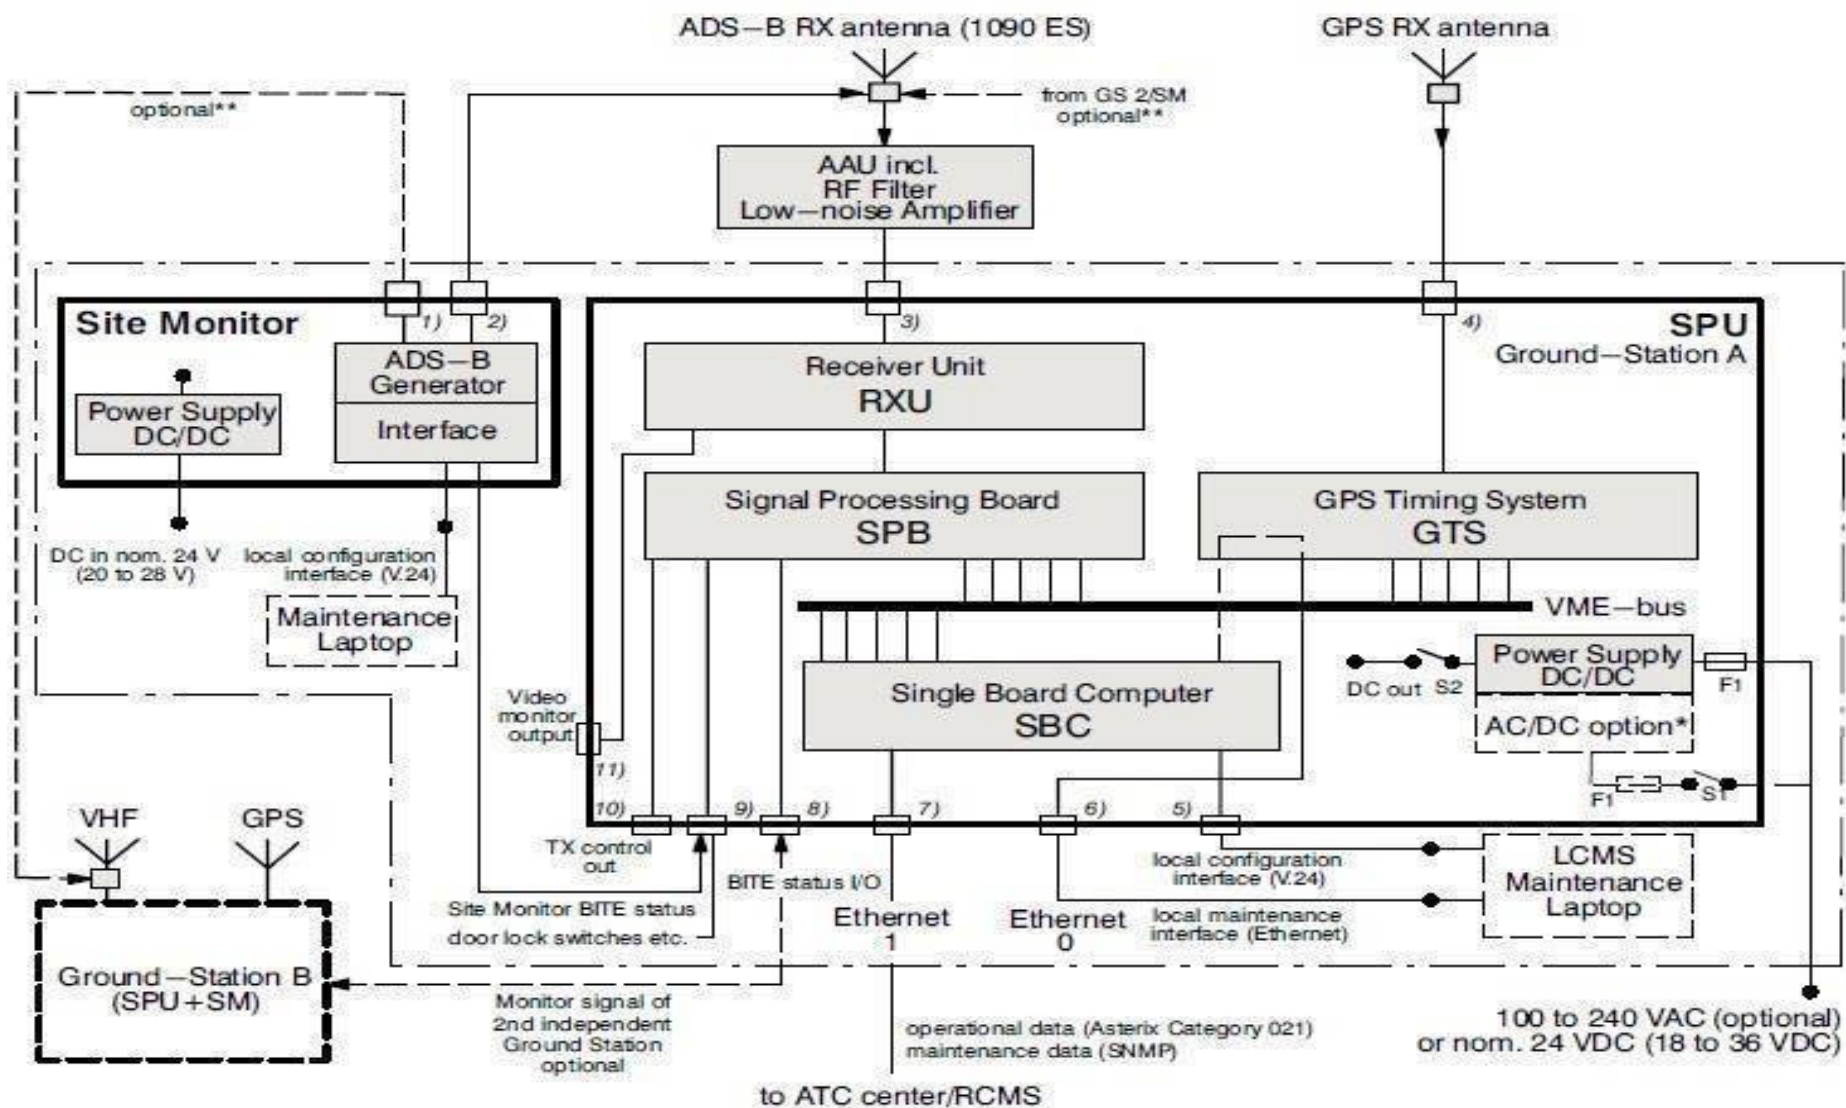 ADS–B RX antenna (1090 ES)
GPS RX antenna
optional**
from GS 2/SM
optional**
AAU incl.
RF Filter
Low–noise Amplifier
Site Monitor
1)
2)
3)
4)
SPU
Ground–Station A
ADS–B
Generator
Interface
Power Supply
DC/DC
Receiver Unit
RXU
Signal Processing Board
SPB
GPS Timing System
GTS
DC in nom. 24 V
(20 to 28 V)
local configuration
interface (V.24)
Maintenance
Laptop
VME–bus
Power Supply
DC/DC
DC out
S2
F1
AC/DC option*
F1
S1
Single Board Computer
SBC
Video
monitor
output
11)
10)
9)
8)
7)
6)
5)
VHF
GPS
TX control
out
BITE status I/O
Site Monitor BITE status
door lock switches etc.
Ethernet
1
Ethernet
0
local configuration
interface (V.24)
local maintenance
interface (Ethernet)
LCMS
Maintenance
Laptop
Ground–Station B
(SPU+SM)
Monitor signal of
2nd independent
Ground Station
optional
operational data (Asterix Category 021)
maintenance data (SNMP)
100 to 240 VAC (optional)
or nom. 24 VDC (18 to 36 VDC)
to ATC center/RCMS